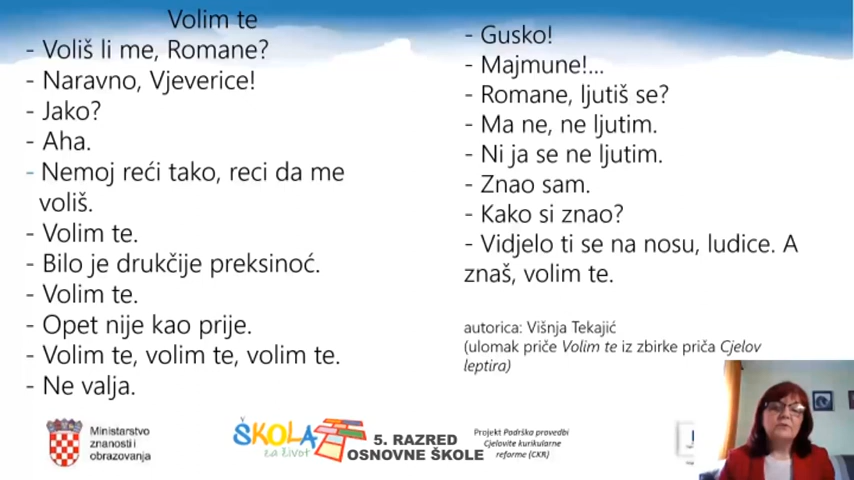 Volim te
- Voliš li me, Romane?
- Naravno, Vjeverice!
- Jako?
- Aha.
- Nemoj reći tako, reci da me
voliš.
- Volim te.
- Bilo je drukčije preksinoć.
- Volim te.
- Opet nije kao prije.
- Volim te, volim te, volim te.
- Ne valja.
- Gusko!
- Majmune!...
- Romane, ljutiš se?
- Ma ne, ne ljutim.
- Ni ja se ne ljutim.
- Znao sam.
- Kako si znao?
- Vidjelo ti se na nosu, ludice. A
znaš, volim te.
autorica: Višnja Tekajić
(ulomak priče Volim te iz zbirke priča Cjelov
leptira)
Ministarstvo
znanosti i
obrazovanja
ŠKOLA
za život
5. RAZRED
OSNOVNE ŠKOLE
Projekt Podrška provedbi
Cjelovite kurikularne
reforme (CKR)